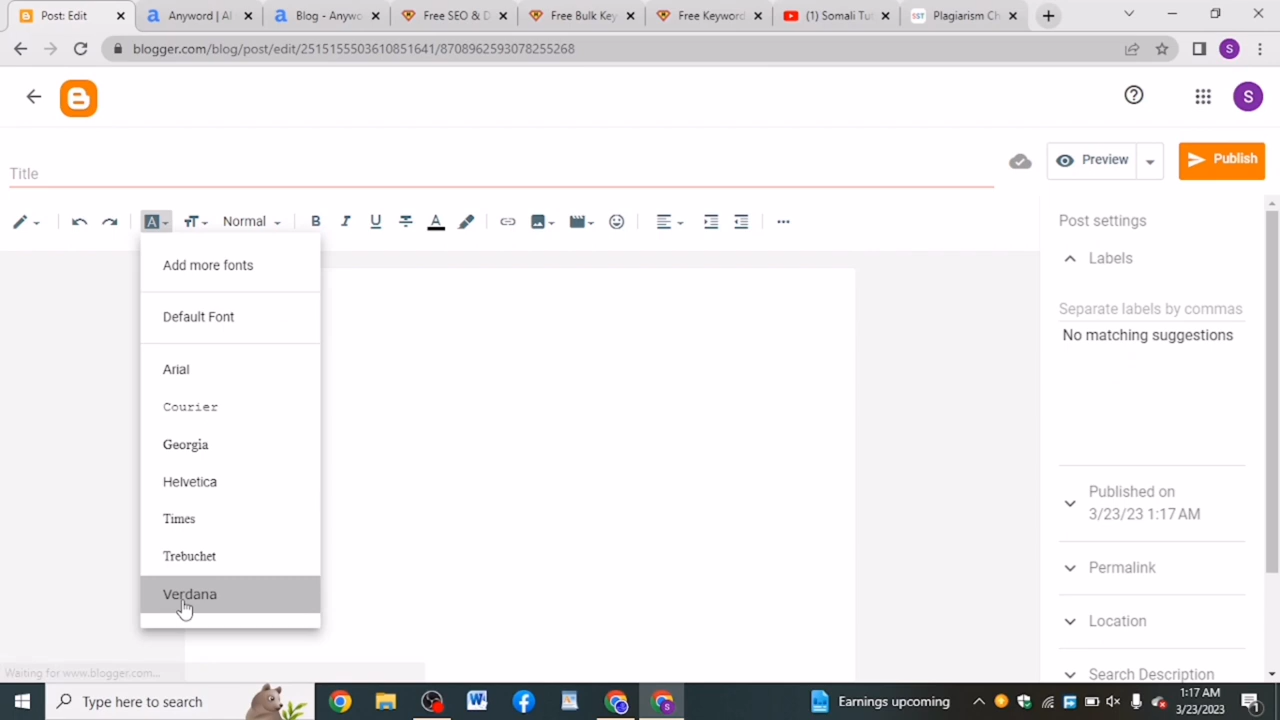 Post: Edit
Anyword | Al
Blog - Anywo
Free SEO & D
Free Bulk Key
Free Keyword
(1) Somali Tu
Plagiarism Ch
S
blogger.com/blog/post/edit/2515155503610851641/8708962593078255268
S
Title
Preview
Publish
A
Normal
B
I
U
A
Post settings
Labels
Separate labels by commas
No matching suggestions
Add more fonts
Default Font
Arial
Courier
Georgia
Helvetica
Times
Trebuchet
Verdana
Published on
3/23/23 1:17 AM
Permalink
Location
Search Description
Waiting for www.blogger.com...
Type here to search
Earnings upcoming
1:17 AM
3/23/2023